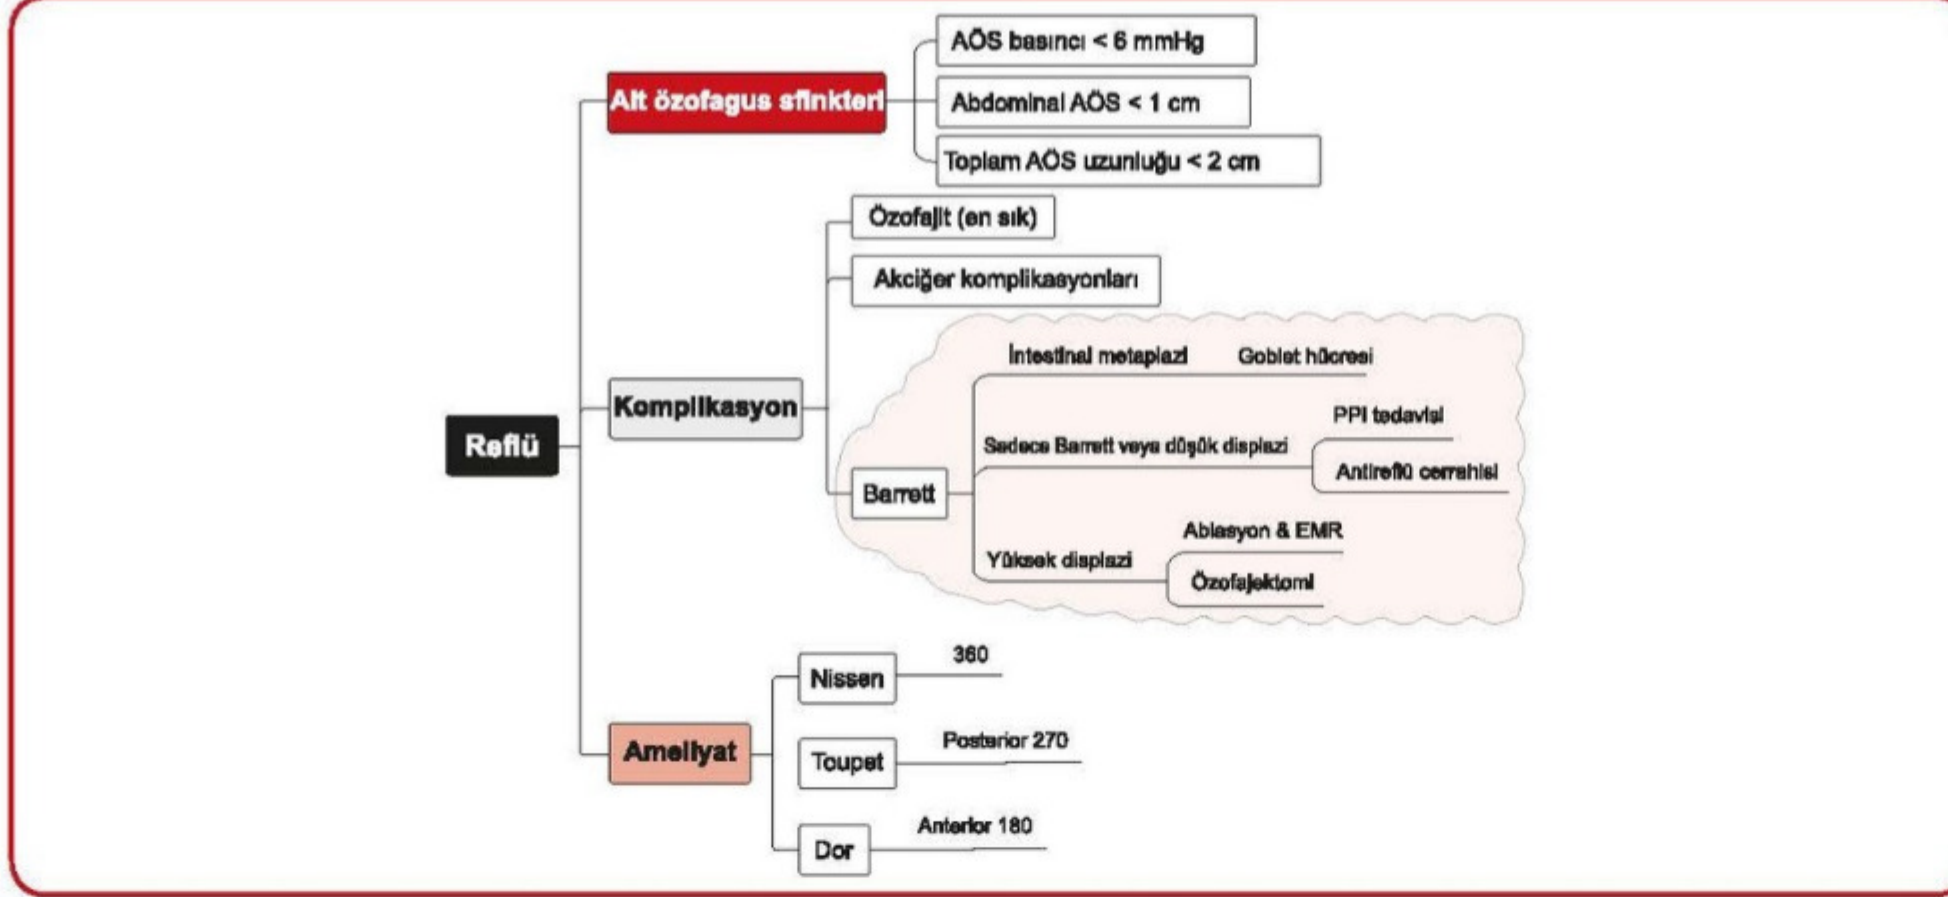 Reflü
Alt özofagus sfinkteri
AÖS basıncı < 6 mmHg
Abdominal AÖS < 1 cm
Toplam AÖS uzunluğu < 2 cm
Komplikasyon
Özofajit (en sık)
Akciğer komplikasyonları
Barrett
İntestinal metaplazi Goblet hücresi
Sadece Barrett veya düşük displazi
PPI tedavisi
Antireflü cerrahisi
Yüksek displazi
Ablasyon & EMR
Özofajektomi
Ameliyat
Nissen
360
Toupet
Posterior 270
Dor
Anterior 180